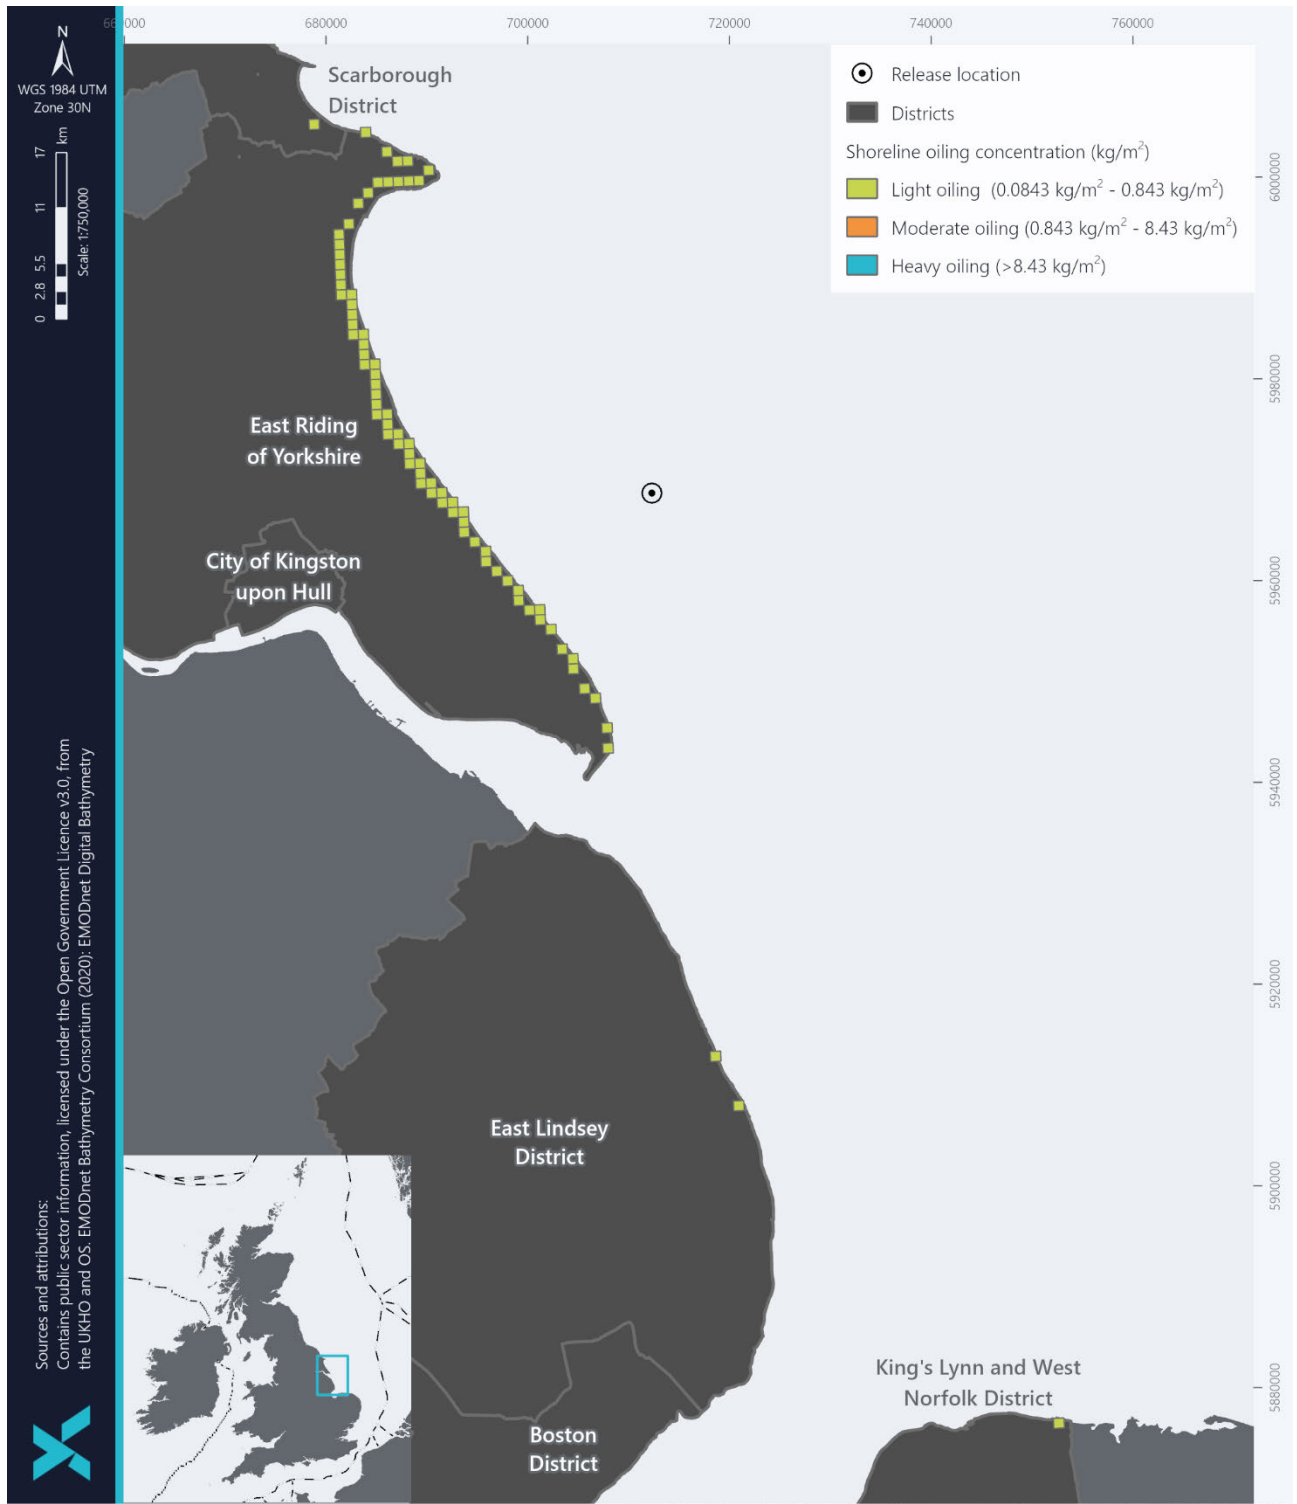 660000
680000
700000
720000
740000
760000
N
WGS 1984 UTM
Zone 30N
km
17
11
5.5
2.8
0
Scale: 1:750,000
Release location
Districts
Shoreline oiling concentration (kg/m²)
Light oiling (0.0843 kg/m² - 0.843 kg/m²)
Moderate oiling (0.843 kg/m² - 8.43 kg/m²)
Heavy oiling (>8.43 kg/m²)
Scarborough
District
East Riding
of Yorkshire
City of Kingston
upon Hull
East Lindsey
District
King's Lynn and West
Norfolk District
Boston
District
6000000
5980000
5960000
5940000
5920000
5900000
5880000
Sources and attributions:
Contains public sector information, licensed under the Open Government Licence v3.0, from
the UKHO and OS. EMODnet Bathymetry Consortium (2020): EMODnet Digital Bathymetry